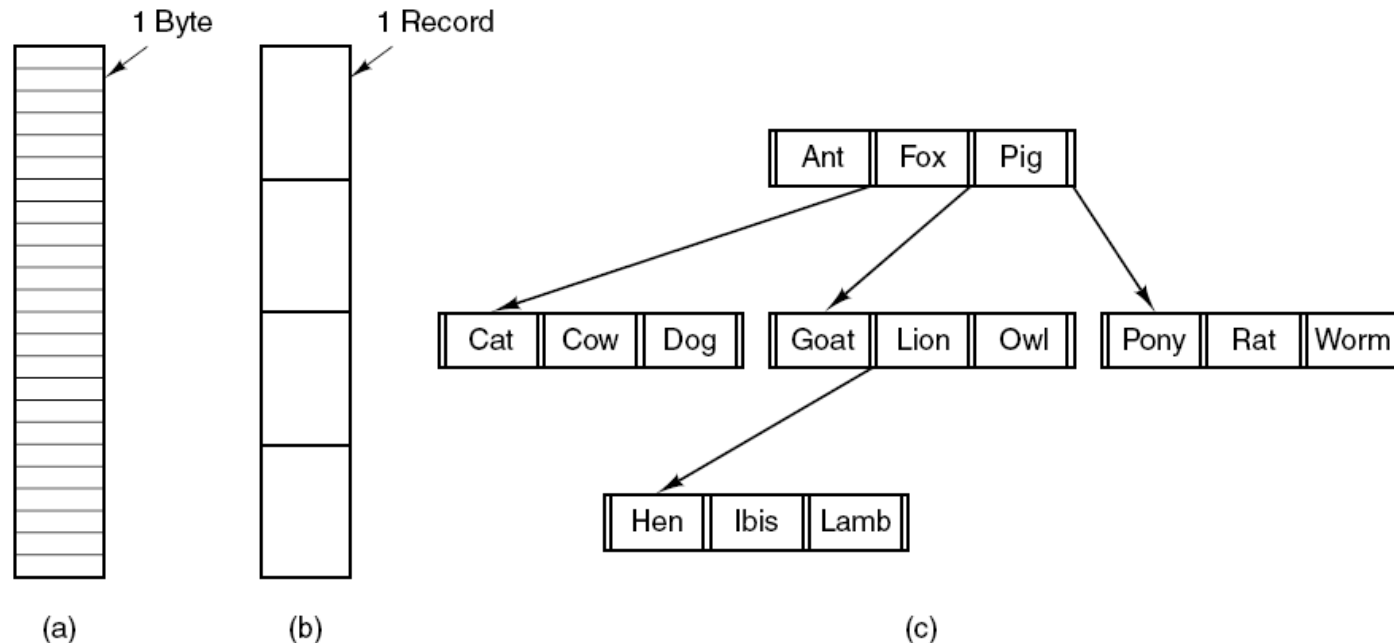 1 Byte
1 Record
Ant Fox Pig
Cat Cow Dog
Goat Lion Owl
Pony Rat Worm
Hen Ibis Lamb
(a)
(b)
(c)